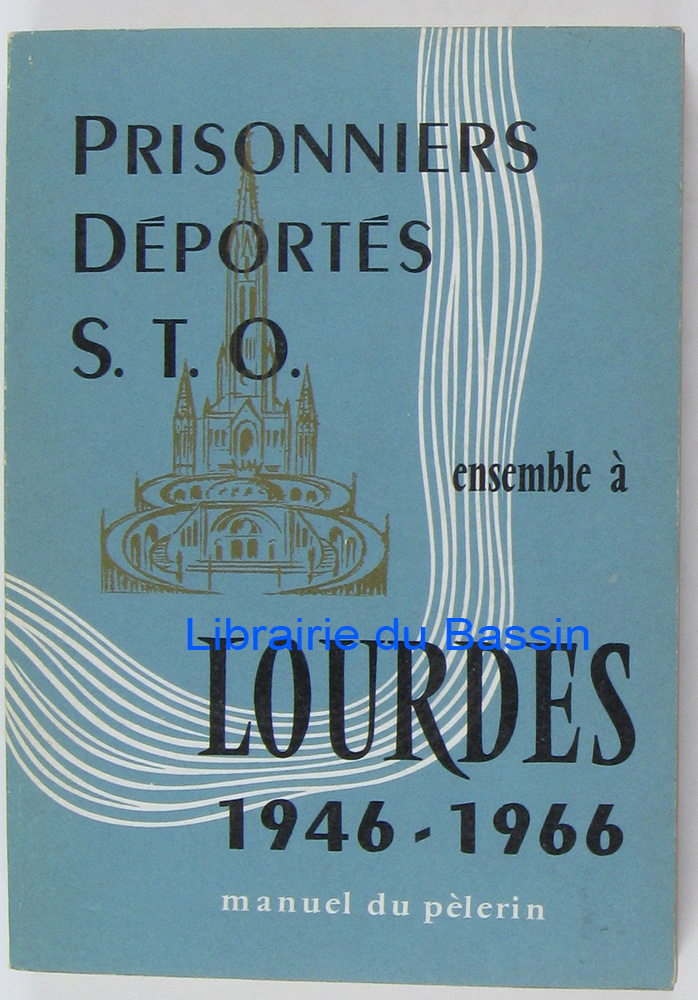 PRISONNIERS
DÉPORTÉS
S. T. O.
ensemble à
Librairie du Bassin
LOURDES
1946 - 1966
manuel du pèlerin